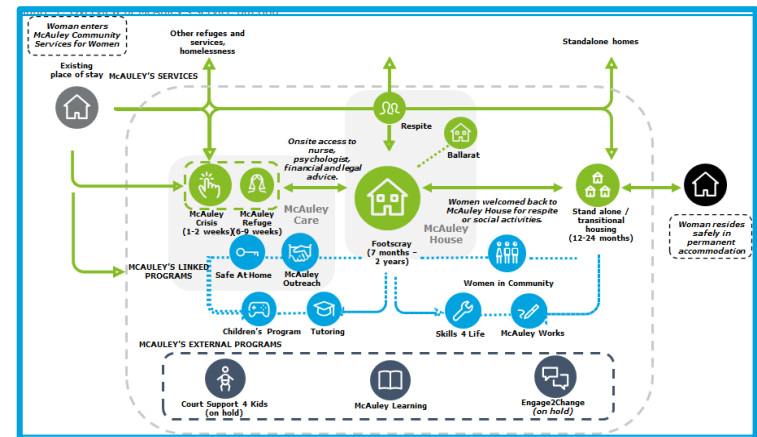 Woman enters
McAuley Community
Services for Women
Other refuges and
services,
homelessness
Standalone homes
Existing
place of stay
McAULEY'S SERVICES
Respite
Ballarat
Onsite access to
nurse,
psychologist,
financial and legal
advice.
McAuley
Crisis
(1-2 weeks)
McAuley
Refuge
(6-9 weeks)
McAuley
Care
Women welcomed back to
McAuley House for respite
or social activities.
McAuley
House
Footscray
(7 months –
2 years)
Stand alone /
transitional
housing
(12-24 months)
Woman resides
safely in
permanent
accommodation
McAULEY'S LINKED
PROGRAMS
Safe At Home
McAuley
Outreach
Women in Community
Children's Program
Tutoring
Skills 4 Life
McAuley Works
McAULEY'S EXTERNAL PROGRAMS
Court Support 4 Kids
(on hold)
McAuley Learning
Engage2Change
(on hold)